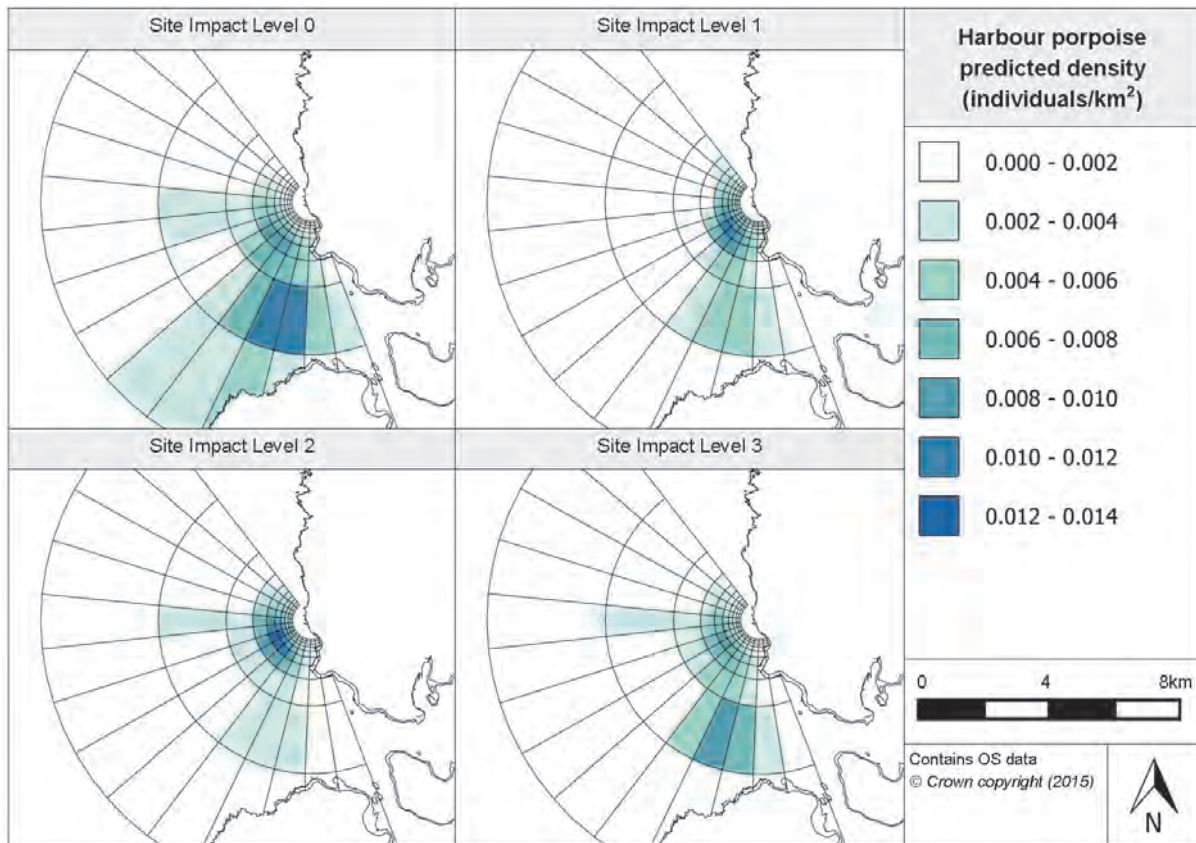 Site Impact Level 0
Site Impact Level 1
Site Impact Level 2
Site Impact Level 3
Harbour porpoise
predicted density
(individuals/km²)
0.000 - 0.002
0.002 - 0.004
0.004 - 0.006
0.006 - 0.008
0.008 - 0.010
0.010 - 0.012
0.012 - 0.014
0 4 8km
Contains OS data
© Crown copyright (2015)
N